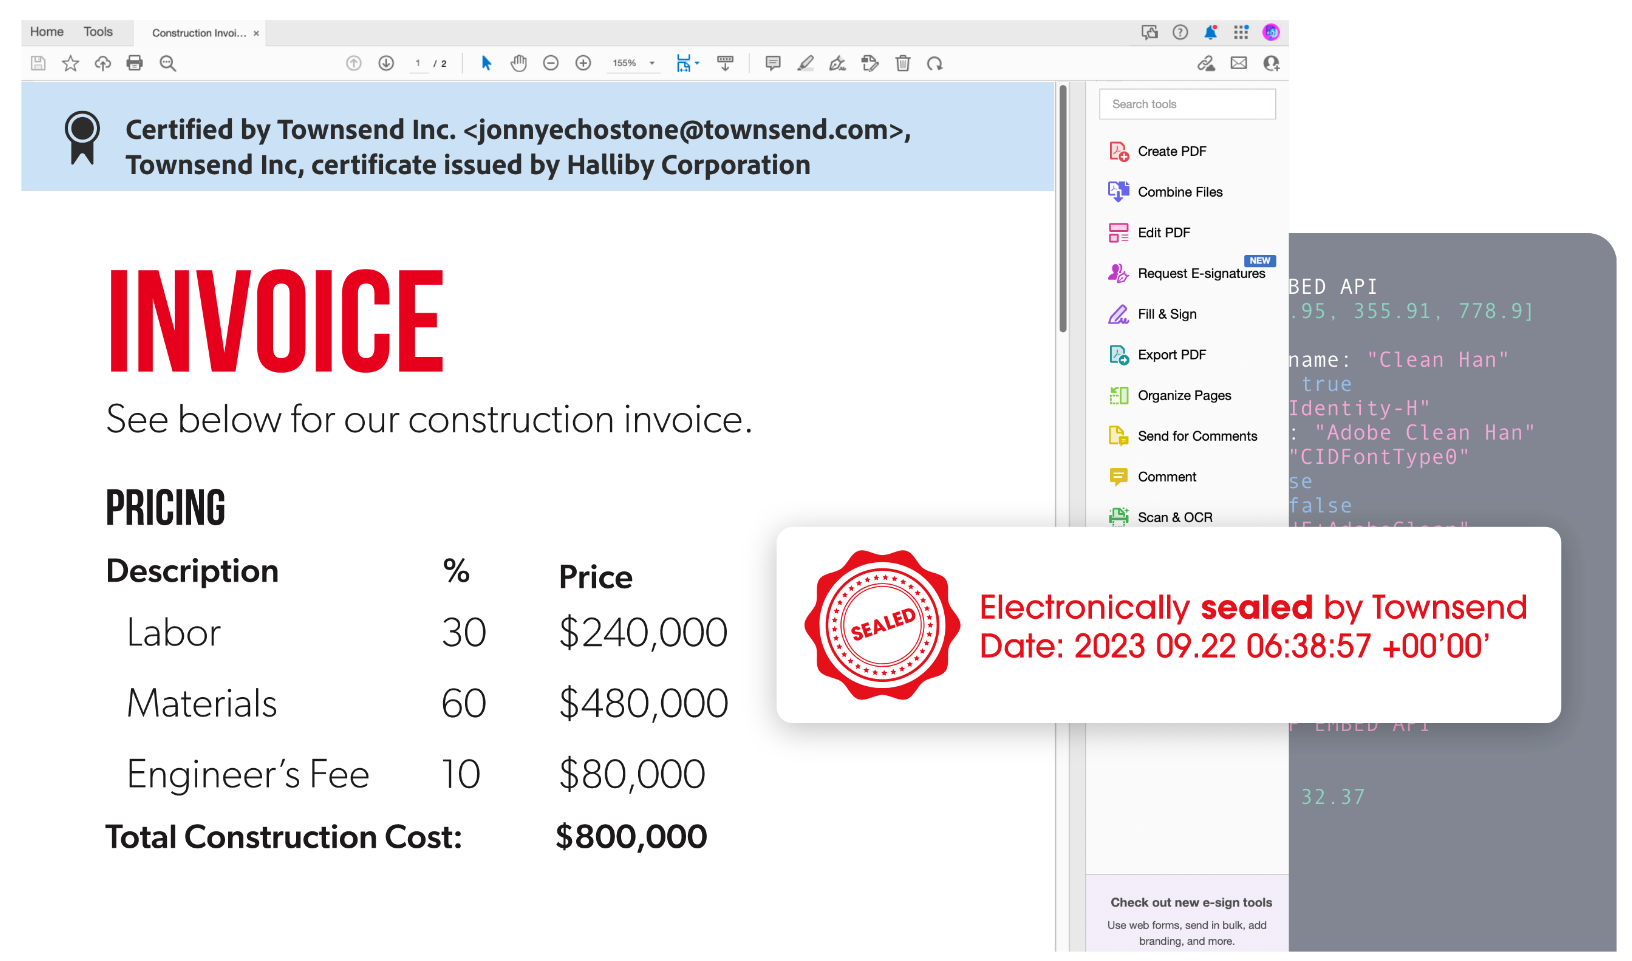 Home Tools Construction Invoi... ×
1 / 2 155%
Certified by Townsend Inc. <jonnyechostone@townsend.com>,
Townsend Inc, certificate issued by Halliby Corporation
INVOICE
See below for our construction invoice.
PRICING
Description % Price
Labor 30 $240,000
Materials 60 $480,000
Engineer’s Fee 10 $80,000
Total Construction Cost: $800,000
Search tools
Create PDF
Combine Files
Edit PDF
NEW
Request E-signatures
Fill & Sign
Export PDF
Organize Pages
Send for Comments
Comment
Scan & OCR
SEALED
Electronically sealed by Townsend
Date: 2023 09.22 06:38:57 +00’00’
Check out new e-sign tools
Use web forms, send in bulk, add
branding, and more.
BED API
.95, 355.91, 778.9]
name: "Clean Han"
true
Identity-H"
: "Adobe Clean Han"
"CIDFontType0"
se
false
EMBED API
32.37